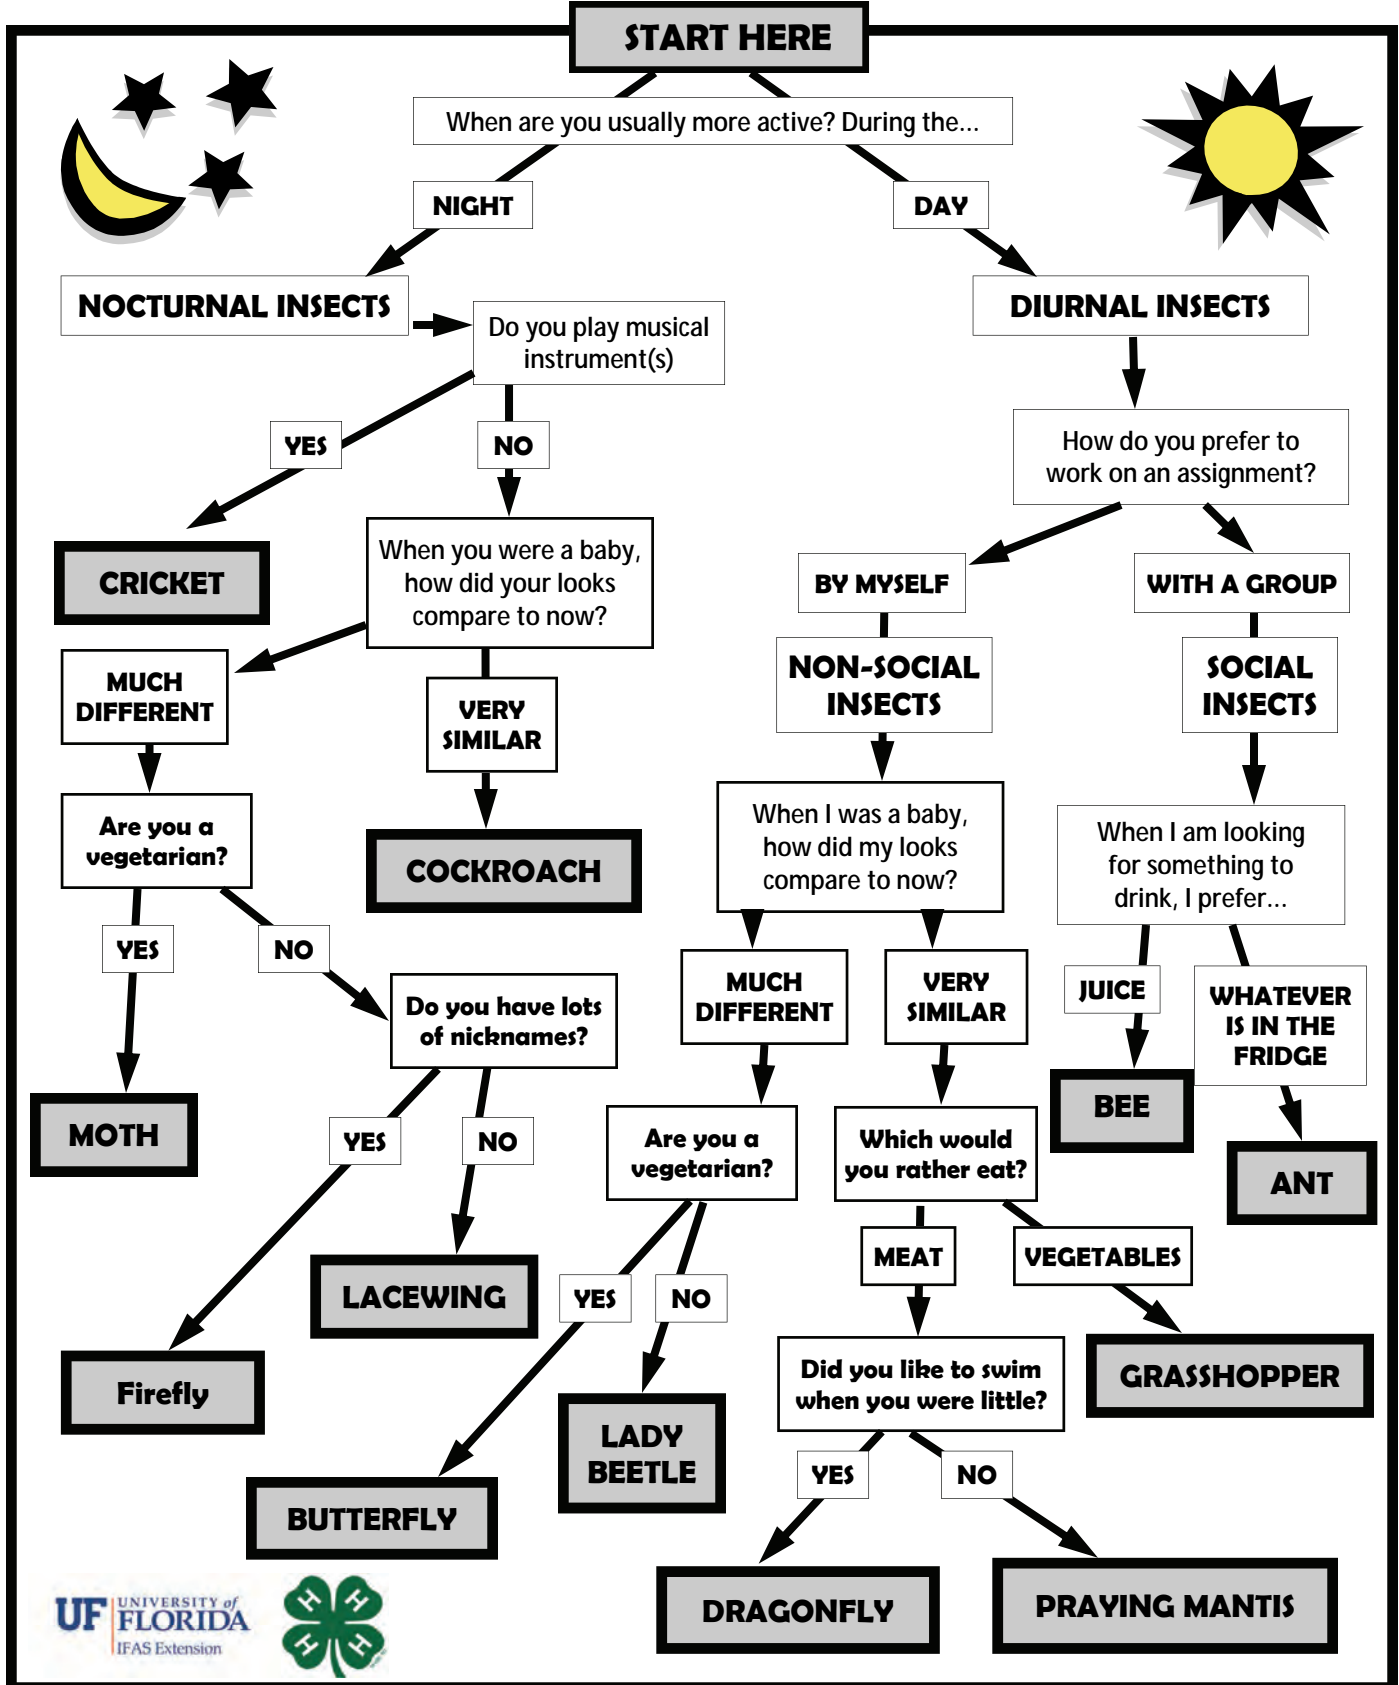 START HERE
When are you usually more active? During the...
NIGHT
DAY
NOCTURNAL INSECTS
DIURNAL INSECTS
Do you play musical
instrument(s)
YES
NO
How do you prefer to
work on an assignment?
CRICKET
When you were a baby,
how did your looks
compare to now?
BY MYSELF
WITH A GROUP
MUCH
DIFFERENT
VERY
SIMILAR
NON-SOCIAL
INSECTS
SOCIAL
INSECTS
Are you a
vegetarian?
COCKROACH
When I was a baby,
how did my looks
compare to now?
When I am looking
for something to
drink, I prefer...
YES
NO
Do you have lots
of nicknames?
MUCH
DIFFERENT
VERY
SIMILAR
JUICE
WHATEVER
IS IN THE
FRIDGE
MOTH
YES
NO
Are you a
vegetarian?
Which would
you rather eat?
BEE
ANT
LACEWING
YES
NO
MEAT
VEGETABLES
Firefly
LADY
BEETLE
Did you like to swim
when you were little?
GRASSHOPPER
YES
NO
BUTTERFLY
DRAGONFLY
PRAYING MANTIS
UF UNIVERSITY of
FLORIDA
IFAS Extension
H H
H H